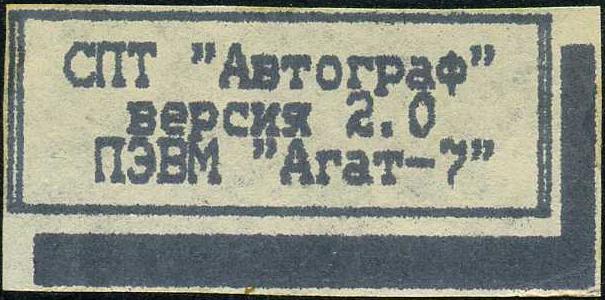 СПТ "Автограф"
версия 2.0
ПЭВМ "Агат-7"